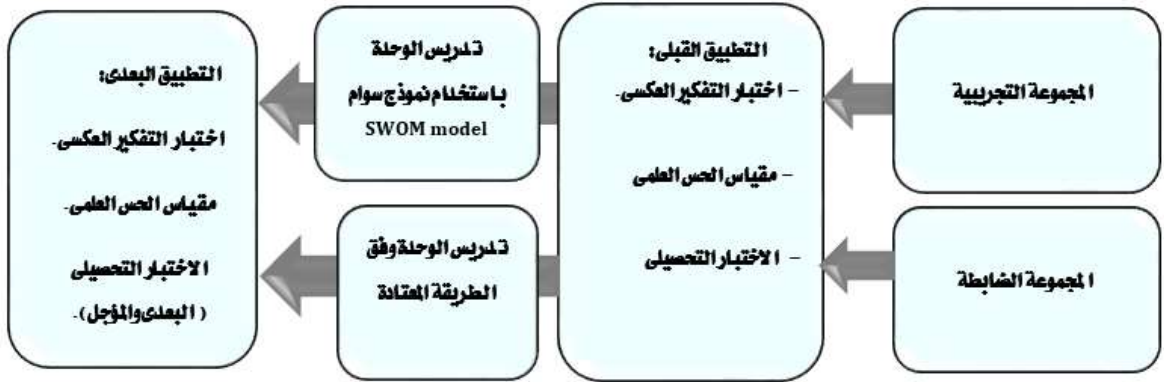 المجموعة التجريبية
المجموعة الضابطة
التطبيق القبلى:
- اختبار التفكير العكسى.
- مقياس الحس العلمى
- الاختبار التحصيلى
تدريس الوحدة
باستخدام نموذج سوام
SWOM model
تدريس الوحدة وفق
الطريقة المعتادة
التطبيق البعدى:
اختبار التفكير العكسى.
مقياس الحس العلمى.
الاختبار التحصيلى
(البعدى والمؤجل).